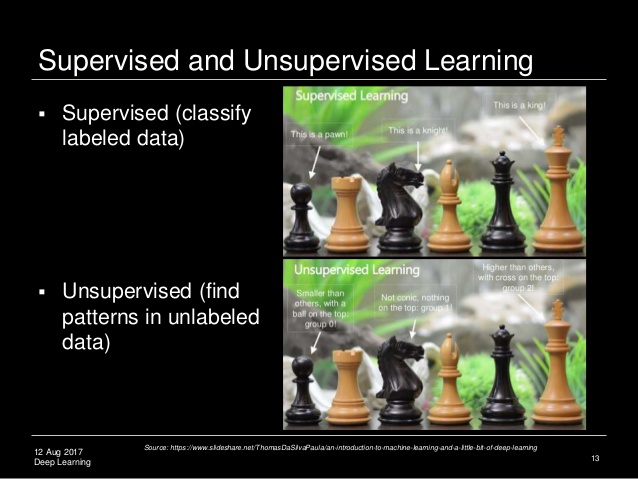 Supervised and Unsupervised Learning
Supervised (classify
labeled data)
Supervised Learning
This is a pawn!
This is a knight!
This is a king!
Unsupervised (find
patterns in unlabeled
data)
Unsupervised Learning
Smaller than
others, with a
ball on the top:
group 0!
Not conic, nothing
on the top: group 1!
Higher than others,
with cross on the top:
group 2!
12 Aug 2017
Deep Learning
Source: https://www.slideshare.net/ThomasDaSilvaPaula/an-introduction-to-machine-learning-and-a-little-bit-of-deep-learning
13